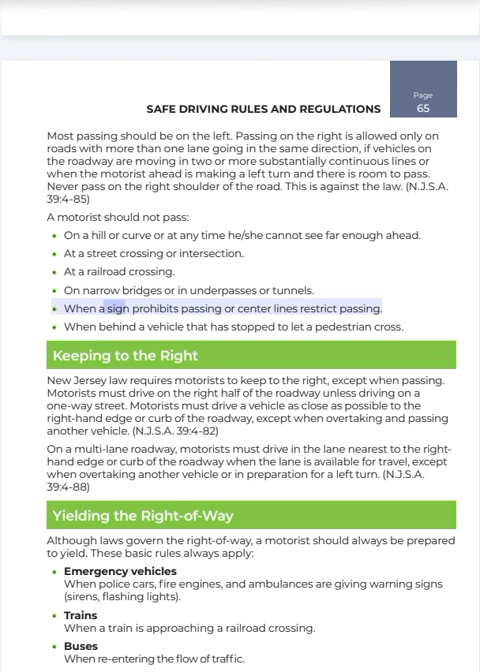 Page
65
SAFE DRIVING RULES AND REGULATIONS
Most passing should be on the left. Passing on the right is allowed only on
roads with more than one lane going in the same direction, if vehicles on
the roadway are moving in two or more substantially continuous lines or
when the motorist ahead is making a left turn and there is room to pass.
Never pass on the right shoulder of the road. This is against the law. (N.J.S.A.
39:4-85)
A motorist should not pass:
• On a hill or curve or at any time he/she cannot see far enough ahead.
• At a street crossing or intersection.
• At a railroad crossing.
• On narrow bridges or in underpasses or tunnels.
• When a sign prohibits passing or center lines restrict passing.
• When behind a vehicle that has stopped to let a pedestrian cross.
Keeping to the Right
New Jersey law requires motorists to keep to the right, except when passing.
Motorists must drive on the right half of the roadway unless driving on a
one-way street. Motorists must drive a vehicle as close as possible to the
right-hand edge or curb of the roadway, except when overtaking and passing
another vehicle. (N.J.S.A. 39:4-82)
On a multi-lane roadway, motorists must drive in the lane nearest to the right-
hand edge or curb of the roadway when the lane is available for travel, except
when overtaking another vehicle or in preparation for a left turn. (N.J.S.A.
39:4-88)
Yielding the Right-of-Way
Although laws govern the right-of-way, a motorist should always be prepared
to yield. These basic rules always apply:
• Emergency vehicles
When police cars, fire engines, and ambulances are giving warning signs
(sirens, flashing lights).
• Trains
When a train is approaching a railroad crossing.
• Buses
When re-entering the flow of traffic.